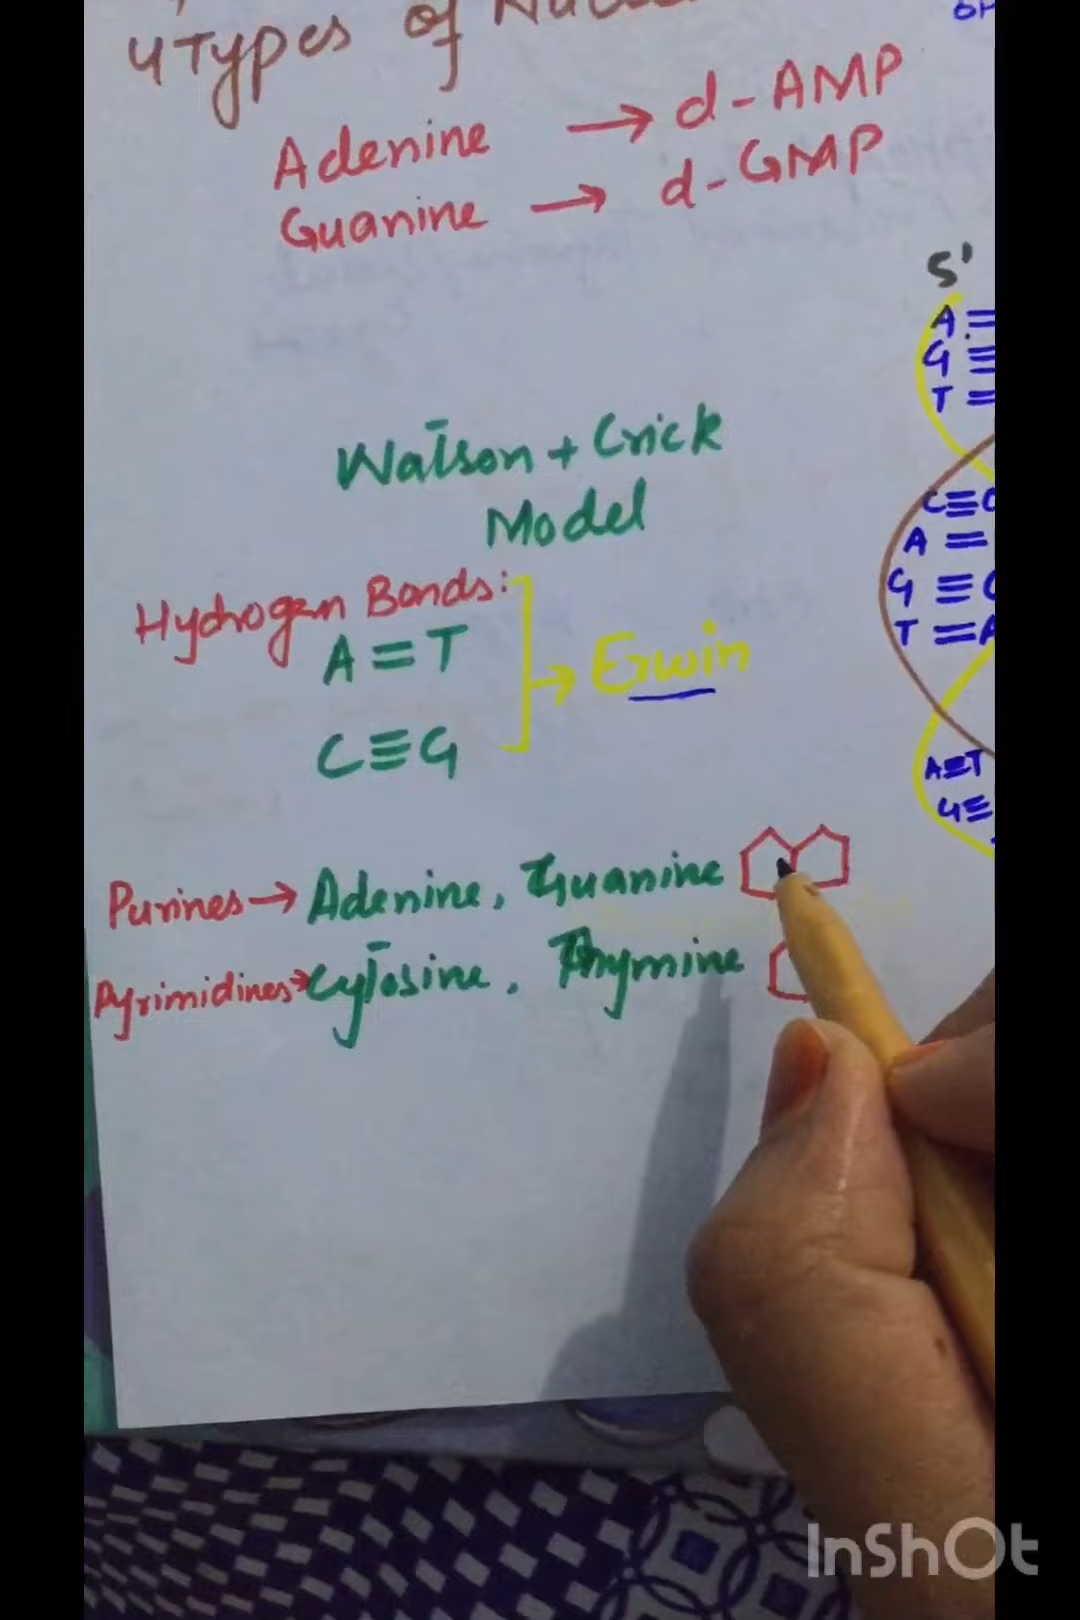 4 Types of
OH
Adenine → d-AMP
Guanine → d-GMP
5'
A =
G ≡
T =
Watson + Crick
Model
C≡G
A =
G ≡ C
T = A
Hydrogen Bonds:
A = T
→ Erwin
C≡G
A=T
G≡
Purines → Adenine, Guanine
Pyrimidines → Cytosine, Thymine
InShOt